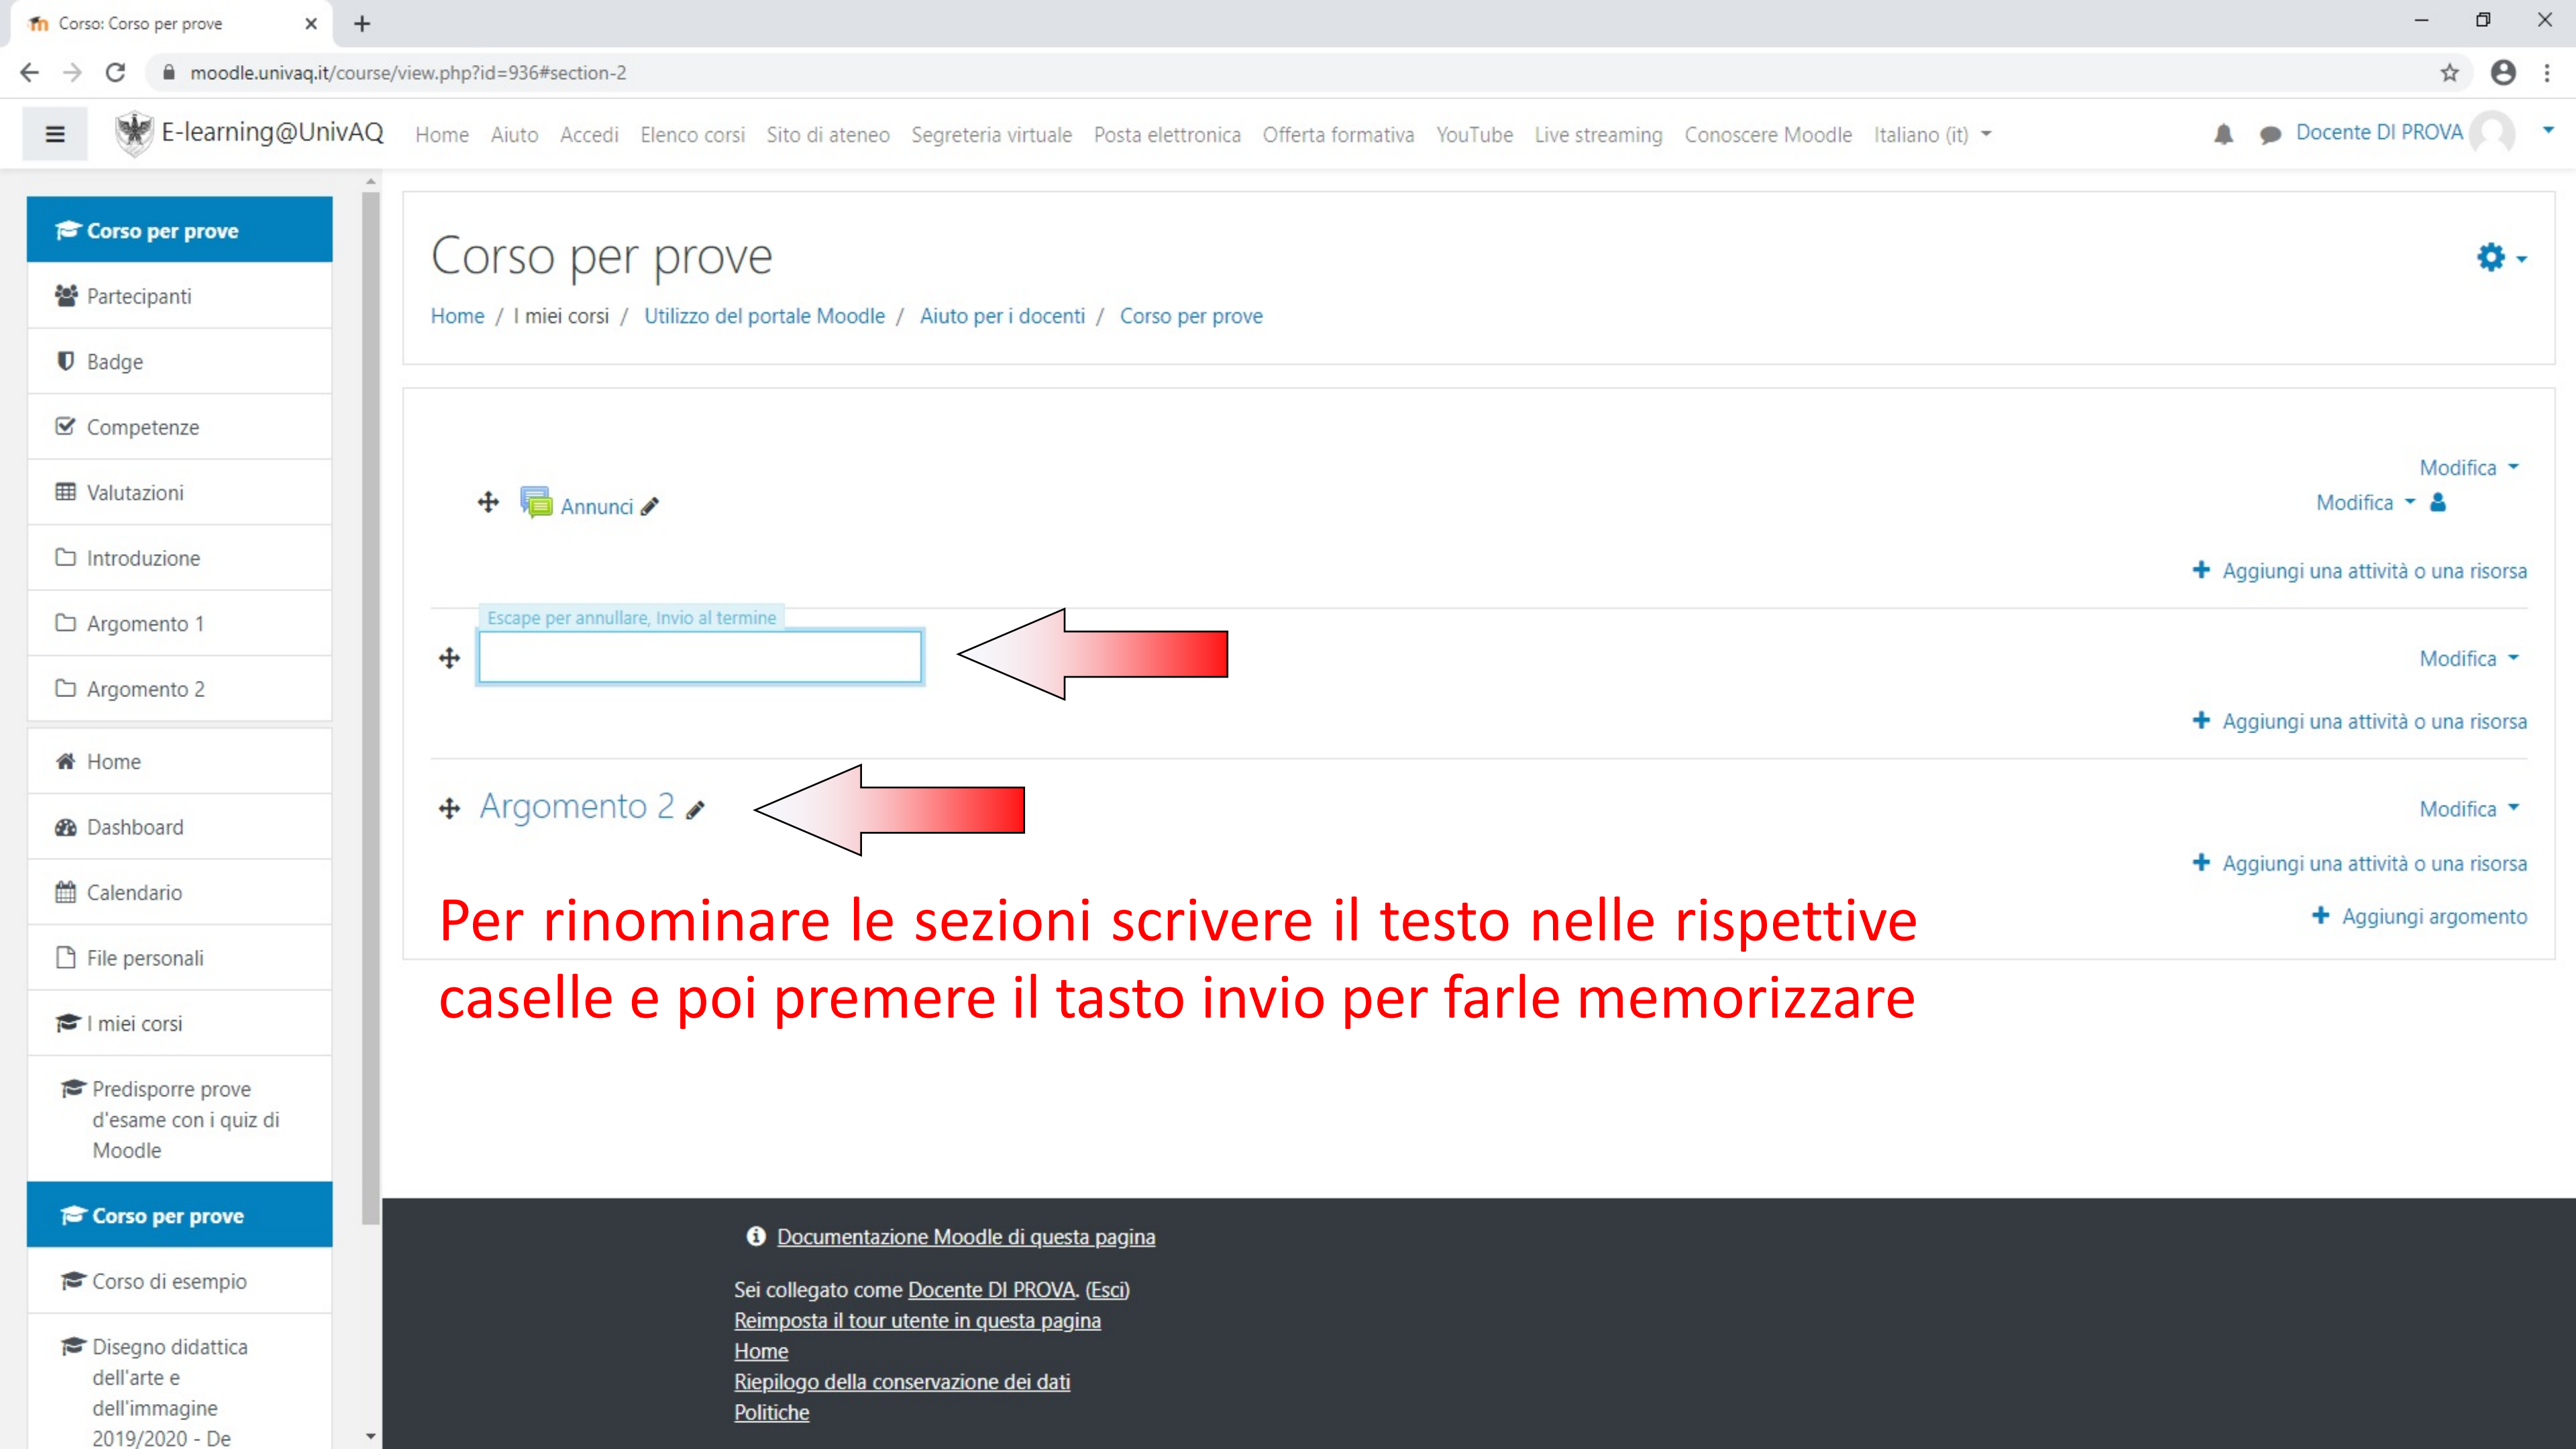 Corso: Corso per prove
moodle.univaq.it/course/view.php?id=936#section-2
E-learning@UnivAQ Home Aiuto Accedi Elenco corsi Sito di ateneo Segreteria virtuale Posta elettronica Offerta formativa YouTube Live streaming Conoscere Moodle Italiano (it) Docente DI PROVA
Corso per prove
Partecipanti
Badge
Competenze
Valutazioni
Introduzione
Argomento 1
Argomento 2
Home
Dashboard
Calendario
File personali
I miei corsi
Predisporre prove
d'esame con i quiz di
Moodle
Corso per prove
Corso di esempio
Disegno didattica
dell'arte e
dell'immagine
2019/2020 - De
Corso per prove
Home / I miei corsi / Utilizzo del portale Moodle / Aiuto per i docenti / Corso per prove
Modifica
Annunci
Modifica
Aggiungi una attività o una risorsa
Escape per annullare, Invio al termine
Modifica
Aggiungi una attività o una risorsa
Argomento 2
Modifica
Aggiungi una attività o una risorsa
Aggiungi argomento
Per rinominare le sezioni scrivere il testo nelle rispettive
caselle e poi premere il tasto invio per farle memorizzare
Documentazione Moodle di questa pagina
Sei collegato come Docente DI PROVA. (Esci)
Reimposta il tour utente in questa pagina
Home
Riepilogo della conservazione dei dati
Politiche